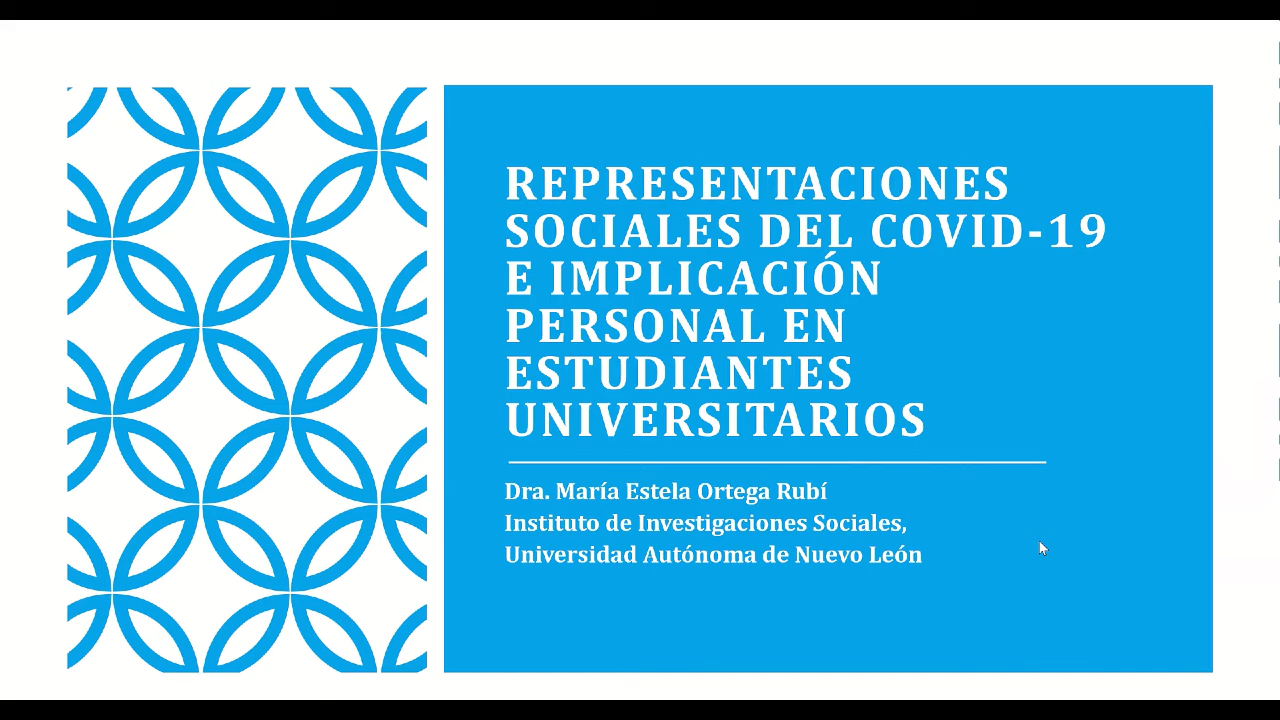 REPRESENTACIONES
SOCIALES DEL COVID-19
E IMPLICACIÓN
PERSONAL EN
ESTUDIANTES
UNIVERSITARIOS
Dra. María Estela Ortega Rubí
Instituto de Investigaciones Sociales,
Universidad Autónoma de Nuevo León